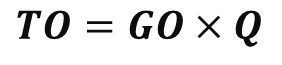 TO = GO × Q